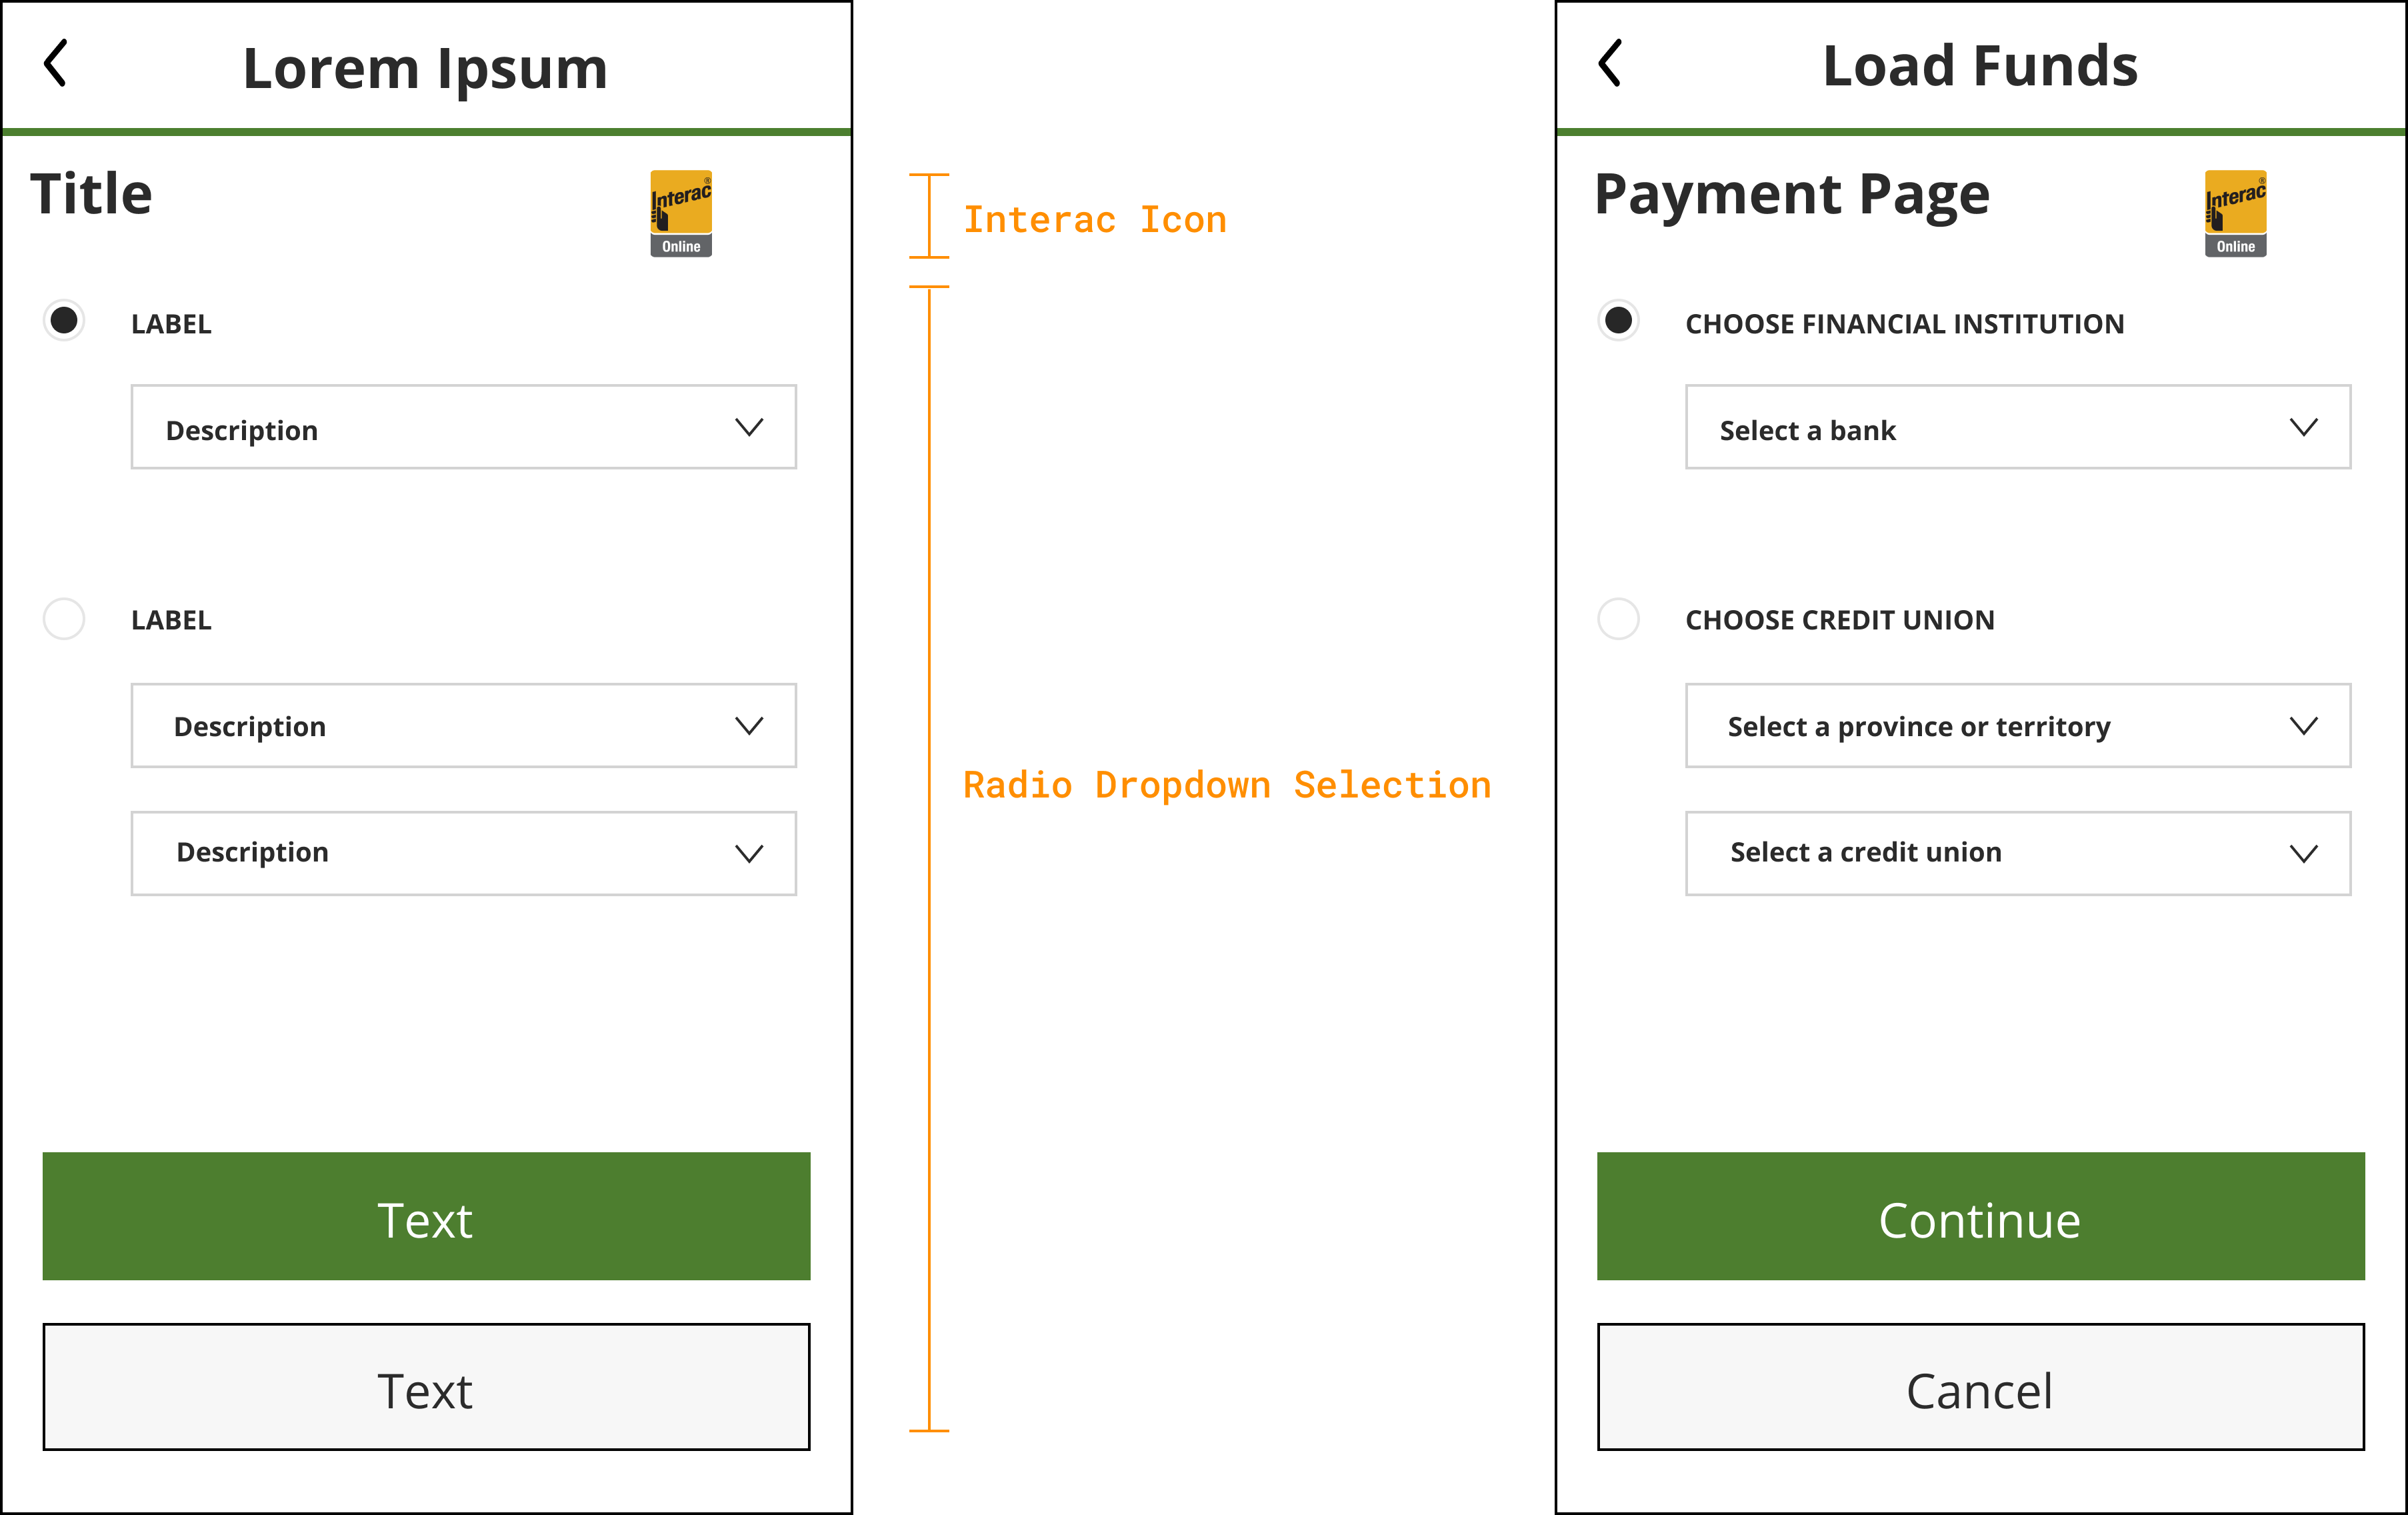 Lorem Ipsum
Title
Interac®
Online
LABEL
Description
LABEL
Description
Description
Text
Text
Interac Icon
Radio Dropdown Selection
Load Funds
Payment Page
Interac®
Online
CHOOSE FINANCIAL INSTITUTION
Select a bank
CHOOSE CREDIT UNION
Select a province or territory
Select a credit union
Continue
Cancel